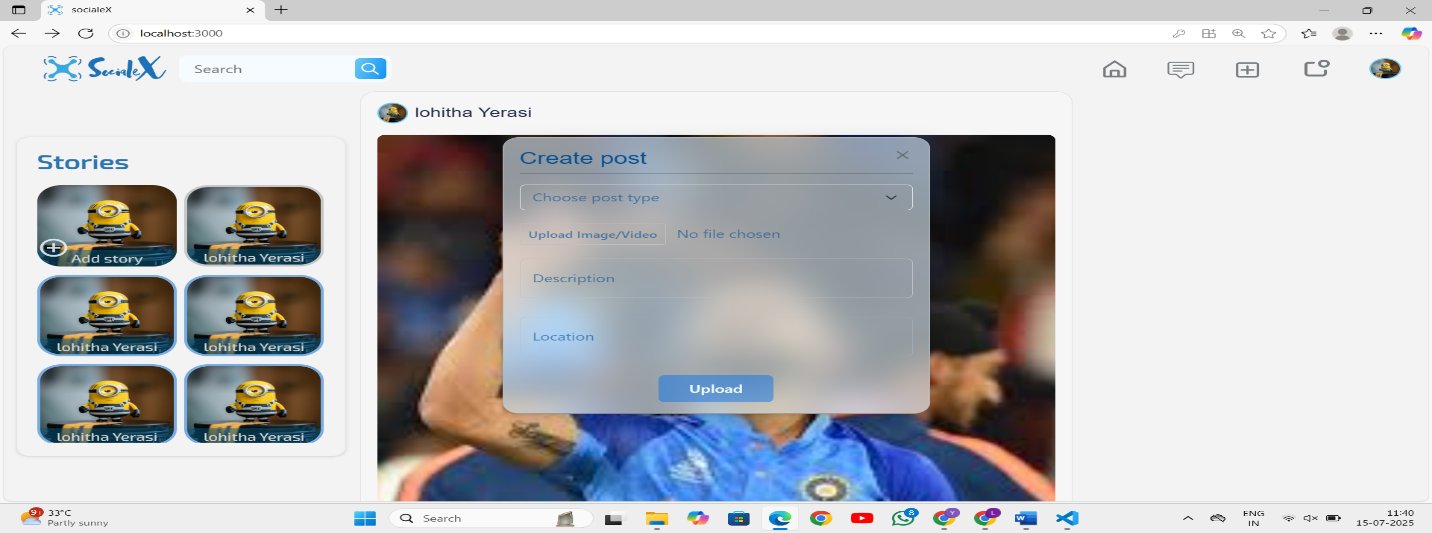 socialeX
localhost:3000
SocialeX
Search
lohitha Yerasi
Stories
Add story
lohitha Yerasi
lohitha Yerasi
lohitha Yerasi
lohitha Yerasi
lohitha Yerasi
Create post
Choose post type
Upload Image/Video No file chosen
Description
Location
Upload
9+
33°C
Partly sunny
Search
8
Y
L
W
ENG
IN
11:40
15-07-2025